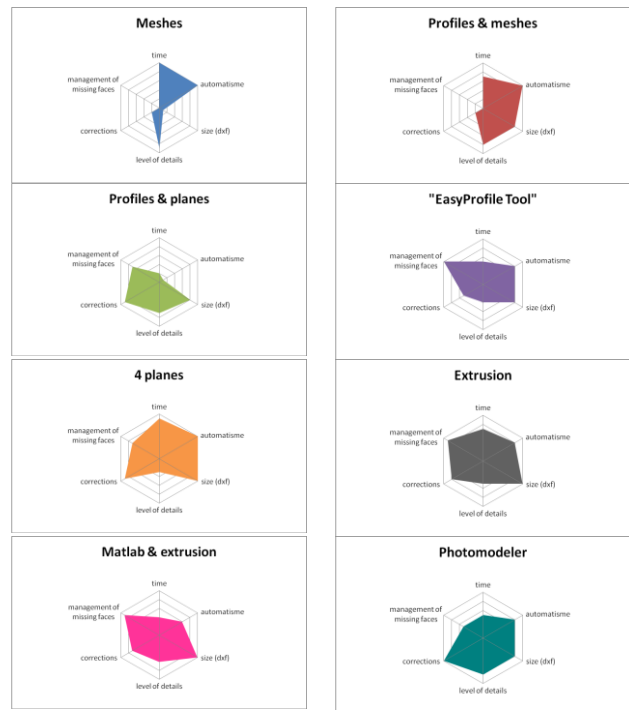 Meshes
time
management of
missing faces
automatisme
corrections
size (dxf)
level of details
Profiles & meshes
time
management of
missing faces
automatisme
corrections
size (dxf)
level of details
Profiles & planes
time
management of
missing faces
automatisme
corrections
size (dxf)
level of details
"EasyProfile Tool"
time
management of
missing faces
automatisme
corrections
size (dxf)
level of details
4 planes
time
management of
missing faces
automatisme
corrections
size (dxf)
level of details
Extrusion
time
management of
missing faces
automatisme
corrections
size (dxf)
level of details
Matlab & extrusion
time
management of
missing faces
automatisme
corrections
size (dxf)
level of details
Photomodeler
time
management of
missing faces
automatisme
corrections
size (dxf)
level of details